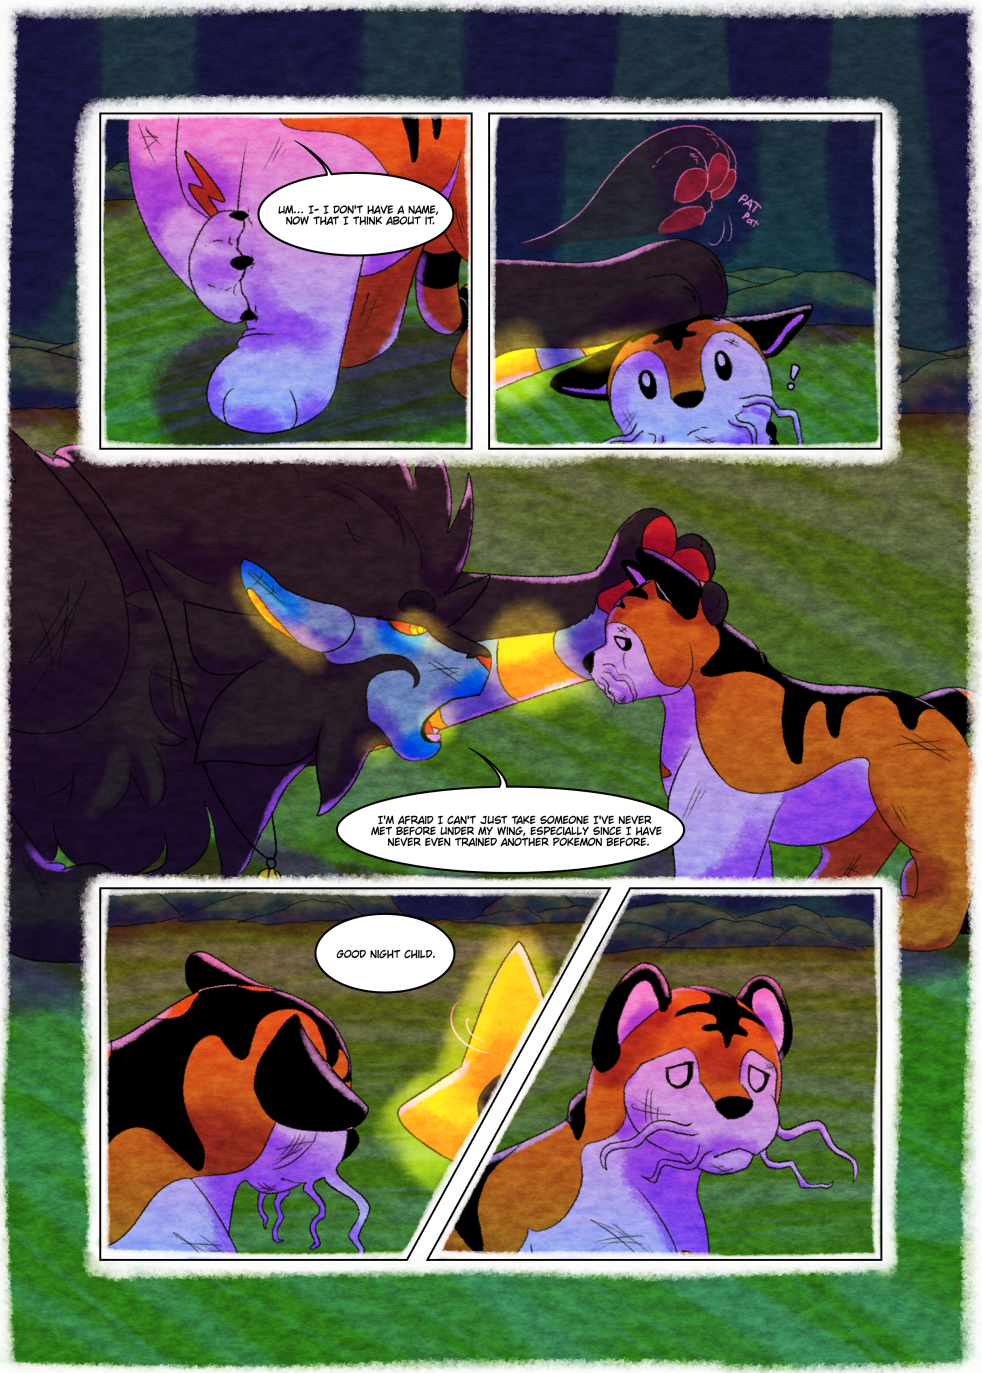 UM... I- I DON'T HAVE A NAME,
NOW THAT I THINK ABOUT IT.
PAT
PAT
!
I'M AFRAID I CAN'T JUST TAKE SOMEONE I'VE NEVER
MET BEFORE UNDER MY WING, ESPECIALLY SINCE I HAVE
NEVER EVEN TRAINED ANOTHER POKEMON BEFORE.
GOOD NIGHT CHILD.